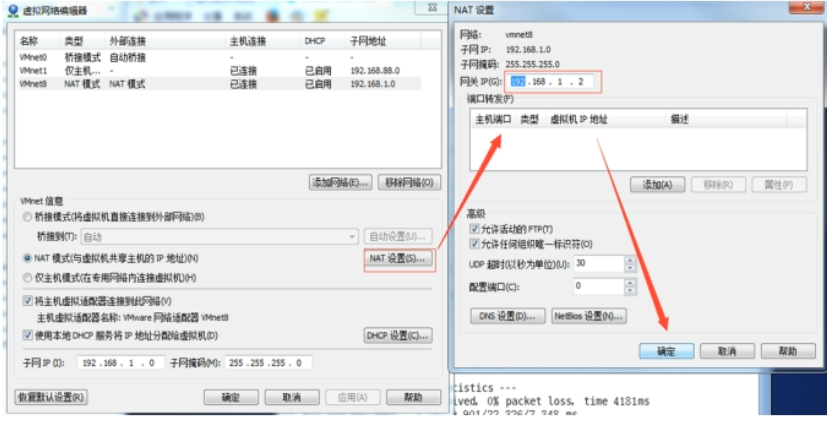 虚拟网络编辑器
名称 类型 外部连接 主机连接 DHCP 子网地址
VMnet0 桥接模式 自动桥接 - - -
VMnet1 仅主机... - 已连接 已启用 192.168.88.0
VMnet8 NAT 模式 NAT 模式 已连接 已启用 192.168.1.0
添加网络(E)... 移除网络(O)
VMnet 信息
桥接模式(将虚拟机直接连接到外部网络)(B)
桥接到(T): 自动 自动设置(U)...
NAT 模式(与虚拟机共享主机的 IP 地址)(N) NAT 设置(S)...
仅主机模式(在专用网络内连接虚拟机)(H)
将主机虚拟适配器连接到此网络(V)
主机虚拟适配器名称: VMware 网络适配器 VMnet8
使用本地 DHCP 服务将 IP 地址分配给虚拟机(D) DHCP 设置(C)...
子网 IP (I): 192 .168 . 1 . 0 子网掩码(M): 255 .255 .255 . 0
恢复默认设置(R) 确定 取消 应用(A) 帮助
NAT 设置
网络: vmnet8
子网 IP: 192.168.1.0
子网掩码: 255.255.255.0
网关 IP(G): 192 .168 . 1 . 2
端口转发(F)
主机端口 类型 虚拟机 IP 地址 描述
添加(A) 移除(R) 属性(P)
高级
允许活动的 FTP(T)
允许任何组织唯一标识符(O)
UDP 超时(以秒为单位)(U): 30
配置端口(C): 0
DNS 设置(D)... NetBios 设置(N)...
确定 取消 帮助
tistics ---
ived, 0% packet loss, time 4181ms